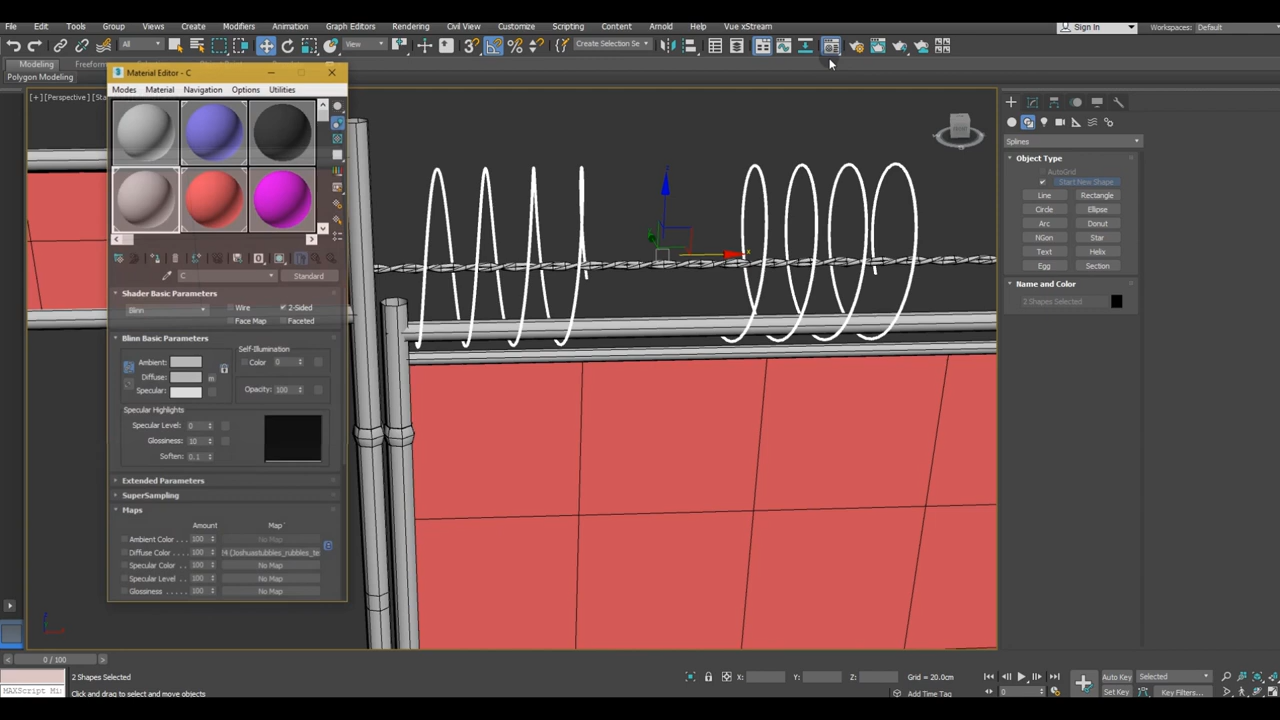 File Edit Tools Group Views Create Modifiers Animation Graph Editors Rendering Civil View Customize Scripting Content Arnold Help Vue xStream
Sign In Workspaces: Default
All View Create Selection Se
Modeling Freeform
Polygon Modeling
[+] [Perspective]
Material Editor - C
Modes Material Navigation Options Utilities
C Standard
Shader Basic Parameters
Blinn Wire 2-Sided
Face Map Faceted
Blinn Basic Parameters
Self-Illumination
Ambient: Color 0
Diffuse: m
Specular: Opacity: 100
Specular Highlights
Specular Level: 0
Glossiness: 10
Soften: 0.1
Extended Parameters
SuperSampling
Maps
Amount Map
Ambient Color . . . 100 No Map
Diffuse Color . . . . 100 !4 (Joshuastubbles_rubbles_te
Specular Color . . . 100 No Map
Specular Level . . . 100 No Map
Glossiness . . . . . 100 No Map
Splines
Object Type
AutoGrid
Start New Shape
Line Rectangle
Circle Ellipse
Arc Donut
NGon Star
Text Helix
Egg Section
Name and Color
2 Shapes Selected
z
x
0 / 100
MAXScript Mi
2 Shapes Selected
Click and drag to select and move objects
X: Y: Z: Grid = 20.0cm
Add Time Tag
0
Auto Key Selected
Set Key Key Filters...